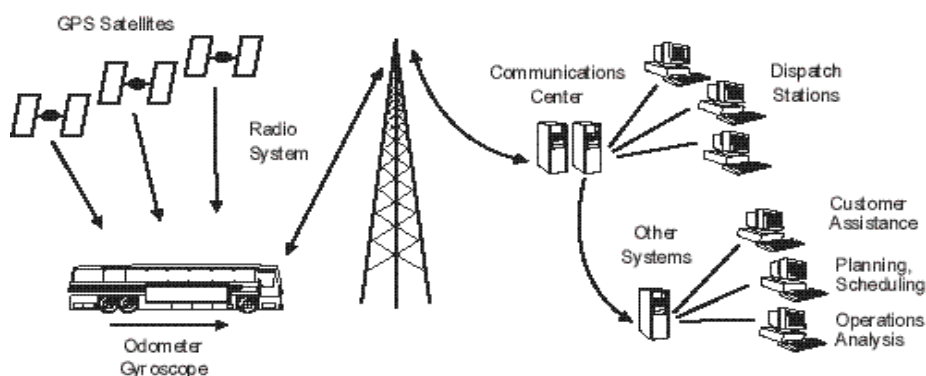 GPS Satellites
Radio
System
Communications
Center
Dispatch
Stations
Odometer
Gyroscope
Other
Systems
Customer
Assistance
Planning,
Scheduling
Operations
Analysis